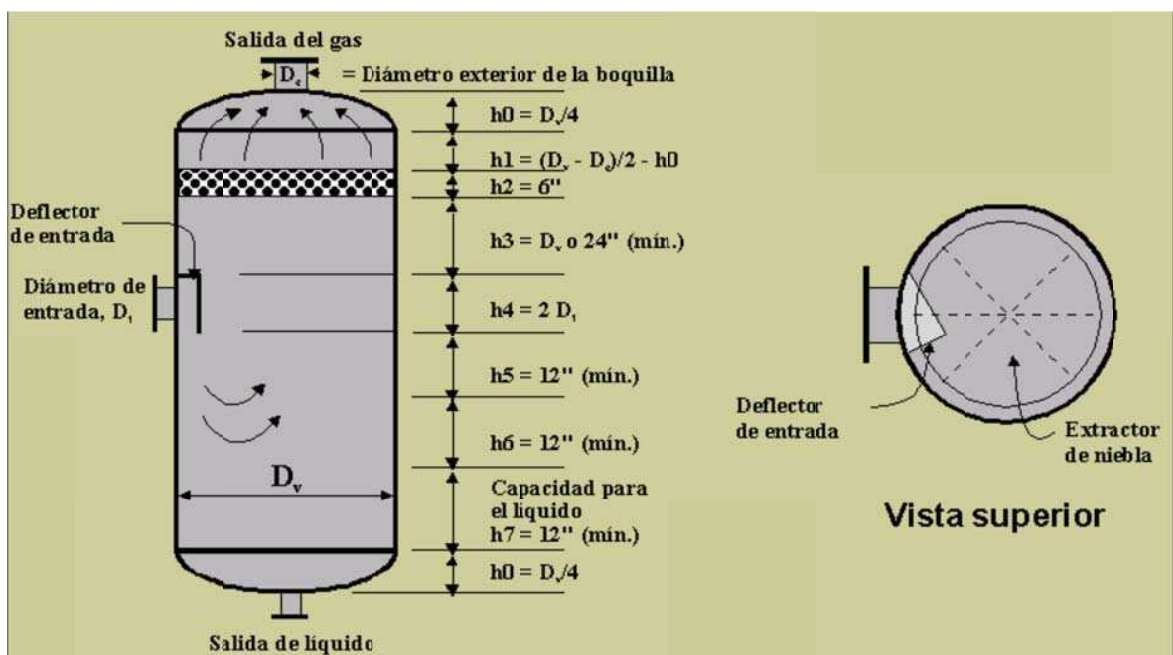 Salida del gas
Dₑ = Diámetro exterior de la boquilla
h0 = Dᵥ/4
h1 = (Dᵥ - Dₑ)/2 - h0
h2 = 6"
Deflector
de entrada
h3 = Dᵥ o 24" (mín.)
Diámetro de
entrada, D₁
h4 = 2 D₁
h5 = 12" (mín.)
h6 = 12" (mín.)
Dᵥ
Capacidad para
el líquido
h7 = 12" (mín.)
h0 = Dᵥ/4
Salida de líquido
Deflector
de entrada
Extractor
de niebla
Vista superior